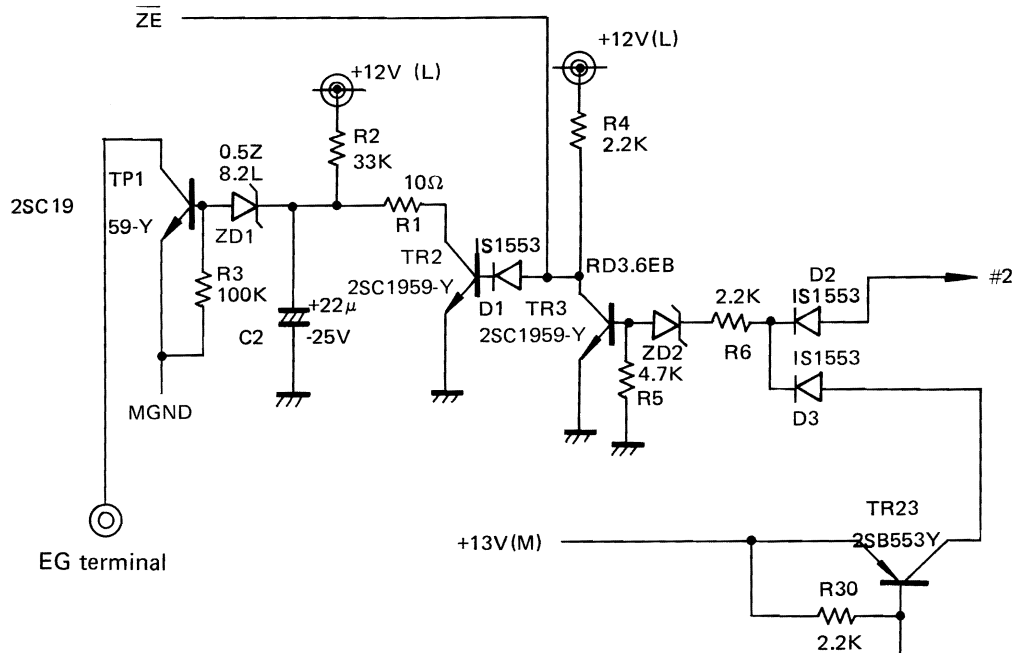 ZE
+12V (L)
+12V(L)
R2
33K
R4
2.2K
TP1
0.5Z
8.2L
2SC19
59-Y
ZD1
10Ω
R1
R3
100K
TR2
2SC1959-Y
IS1553
D1
RD3.6EB
TR3
2SC1959-Y
D2
IS1553
#2
2.2K
R6
ZD2
IS1553
D3
4.7K
R5
+22μ
C2
-25V
MGND
EG terminal
TR23
2SB553Y
+13V(M)
R30
2.2K